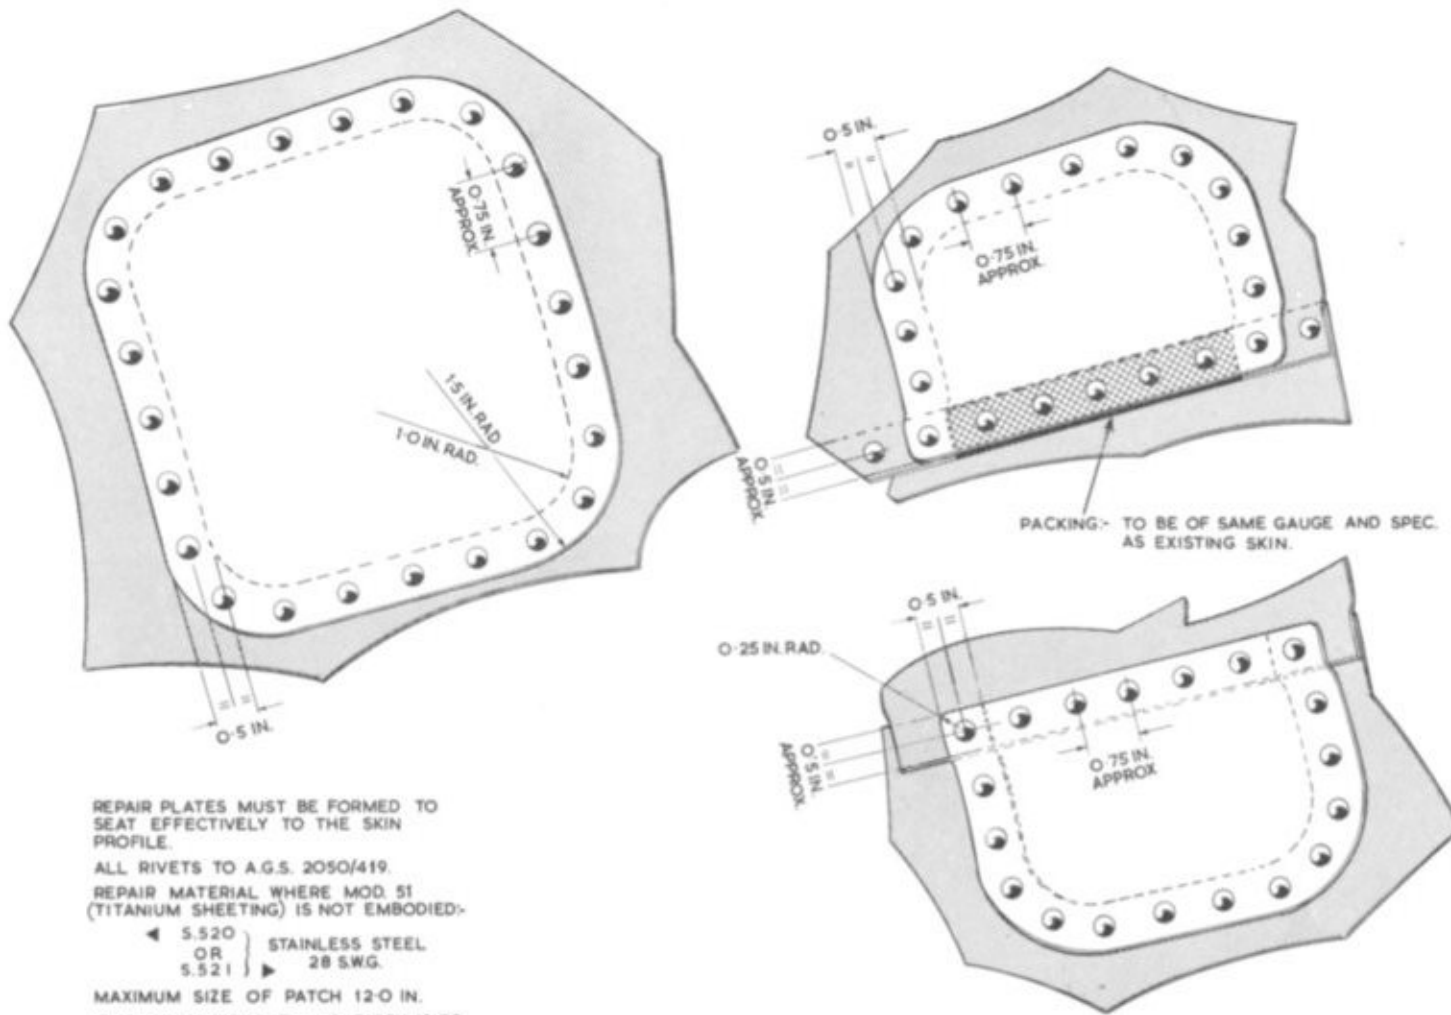 0·75 IN.
APPROX.
1·5 IN. RAD
1·0 IN. RAD.
= =
0·5 IN.
0·5 IN.
= =
0·75 IN.
APPROX.
0·5 IN.
APPROX.
= =
PACKING:- TO BE OF SAME GAUGE AND SPEC.
AS EXISTING SKIN.
0·5 IN.
= =
0·25 IN. RAD.
0·5 IN.
APPROX.
= =
0·75 IN.
APPROX
REPAIR PLATES MUST BE FORMED TO
SEAT EFFECTIVELY TO THE SKIN
PROFILE.
ALL RIVETS TO A.G.S. 2050/419.
REPAIR MATERIAL WHERE MOD. 51
(TITANIUM SHEETING) IS NOT EMBODIED:-
S.520
OR
S.521
STAINLESS STEEL
28 S.W.G.
MAXIMUM SIZE OF PATCH 12·0 IN.